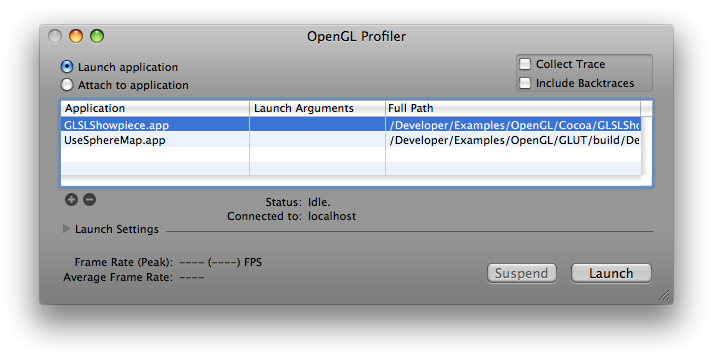 OpenGL Profiler
Launch application
Attach to application
Collect Trace
Include Backtraces
Application Launch Arguments Full Path
GLSLShowpiece.app /Developer/Examples/OpenGL/Cocoa/GLSLSho
UseSphereMap.app /Developer/Examples/OpenGL/GLUT/build/De
Status: Idle.
Connected to: localhost
Launch Settings
Frame Rate (Peak): ---- (----) FPS
Average Frame Rate: ----
Suspend Launch